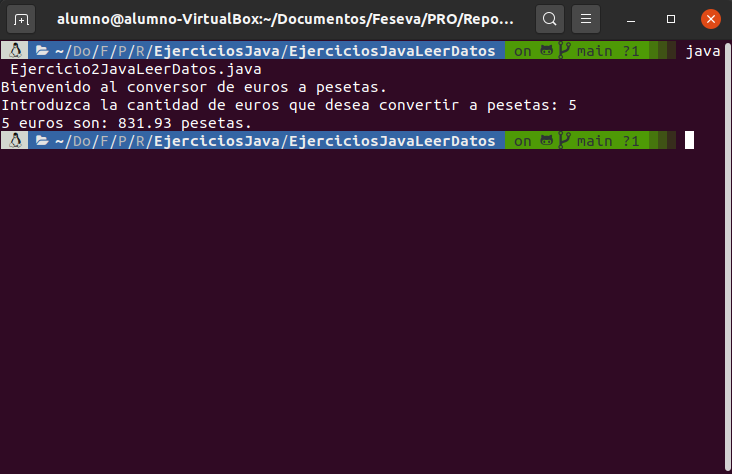 alumno@alumno-VirtualBox:~/Documentos/Feseva/PRO/Repo...
~/Do/F/P/R/EjerciciosJava/EjerciciosJavaLeerDatos on main ?1 java
Ejercicio2JavaLeerDatos.java
Bienvenido al conversor de euros a pesetas.
Introduzca la cantidad de euros que desea convertir a pesetas: 5
5 euros son: 831.93 pesetas.
~/Do/F/P/R/EjerciciosJava/EjerciciosJavaLeerDatos on main ?1